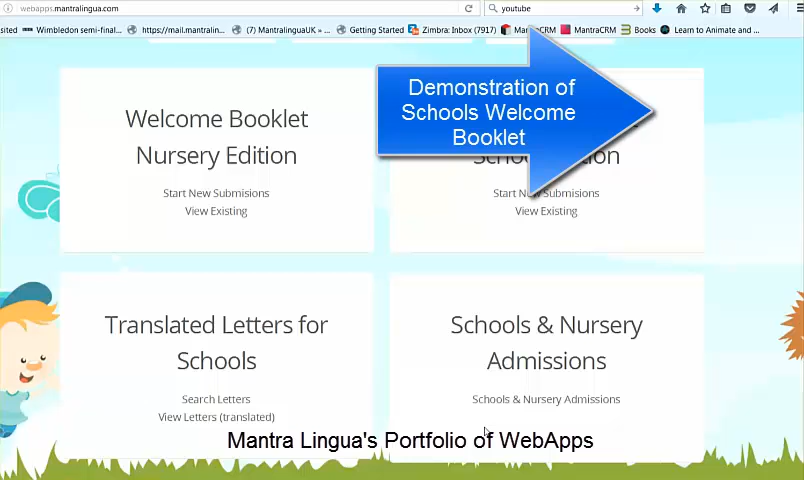 webapps.mantralingua.com
youtube
sited
Wimbledon semi-final...
https://mail.mantralin...
(7) MantralinguaUK » ...
Getting Started
Zimbra: Inbox (7917)
MantraCRM
MantraCRM
Books
Learn to Animate and ...
Welcome Booklet
Nursery Edition
Start New Submisions
View Existing
Demonstration of
Schools Welcome
Booklet
Start New Submisions
View Existing
Translated Letters for
Schools
Search Letters
View Letters (translated)
Schools & Nursery
Admissions
Schools & Nursery Admissions
Mantra Lingua's Portfolio of WebApps